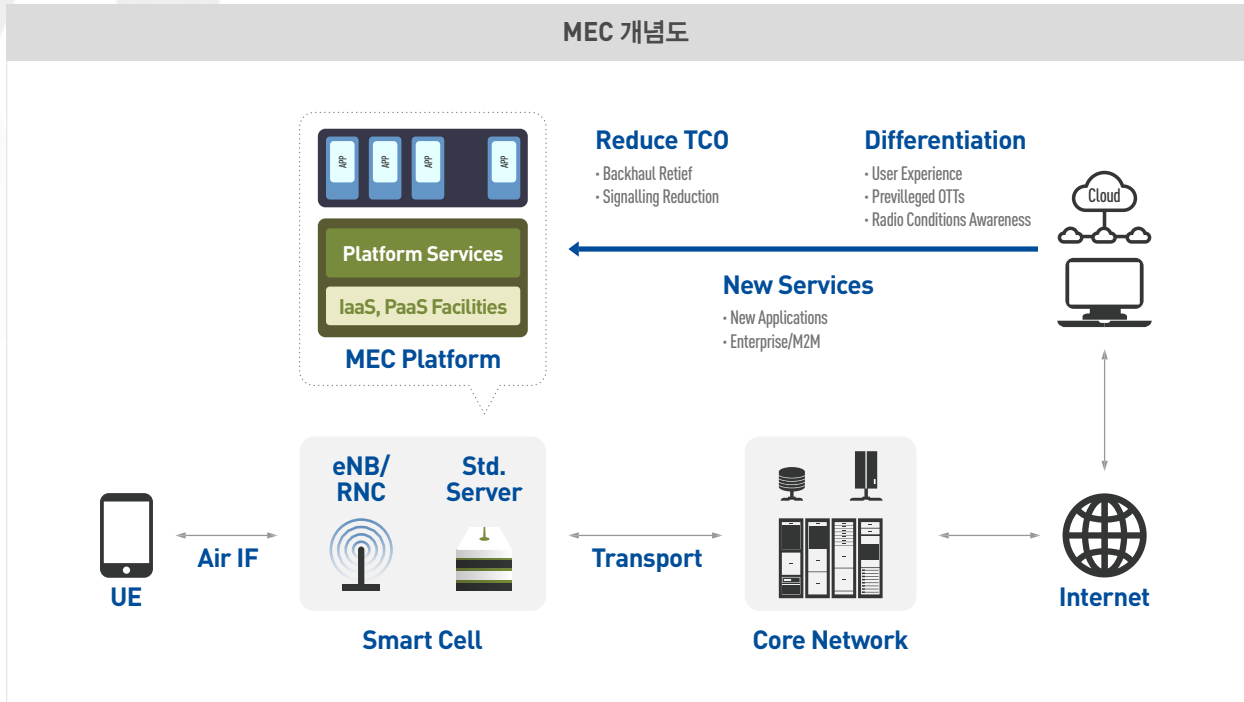 MEC 개념도
APP
APP
APP
APP
Platform Services
IaaS, PaaS Facilities
MEC Platform
Reduce TCO
· Backhaul Retief
· Signalling Reduction
Differentiation
· User Experience
· Previlleged OTTs
· Radio Conditions Awareness
Cloud
New Services
· New Applications
· Enterprise/M2M
eNB/
RNC
Std.
Server
UE
Air IF
Smart Cell
Transport
Core Network
Internet